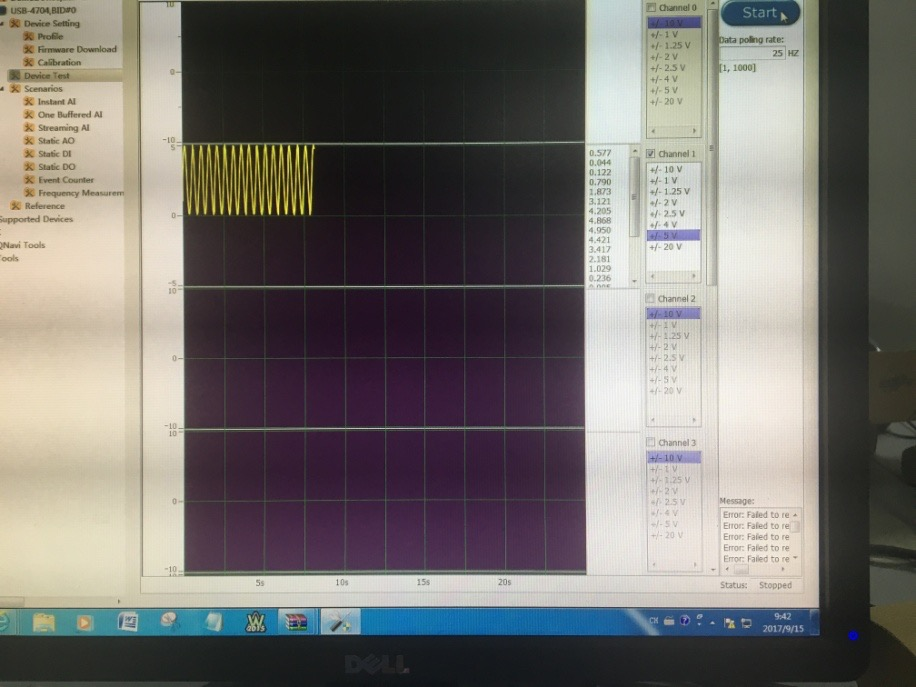 USB-4704,BID#0
Device Setting
Profile
Firmware Download
Calibration
Device Test
Scenarios
Instant AI
One Buffered AI
Streaming AI
Static AO
Static DI
Static DO
Event Counter
Frequency Measurem
Reference
Supported Devices
QNavi Tools
Tools
10
0
-10
5
0
-5
10
0
-10
10
0
-10
5s
10s
15s
20s
0.577
0.044
0.122
0.790
1.873
3.121
4.205
4.868
4.950
4.421
3.417
2.181
1.029
0.236
Channel 0
+/- 10 V
+/- 1 V
+/- 1.25 V
+/- 2 V
+/- 2.5 V
+/- 4 V
+/- 5 V
+/- 20 V
Channel 1
+/- 10 V
+/- 1 V
+/- 1.25 V
+/- 2 V
+/- 2.5 V
+/- 4 V
+/- 5 V
+/- 20 V
Channel 2
+/- 10 V
+/- 1 V
+/- 1.25 V
+/- 2 V
+/- 2.5 V
+/- 4 V
+/- 5 V
+/- 20 V
Channel 3
+/- 10 V
+/- 1 V
+/- 1.25 V
+/- 2 V
+/- 2.5 V
+/- 4 V
+/- 5 V
+/- 20 V
Start
Data polling rate:
25 HZ
[1, 1000]
Message:
Error: Failed to re
Error: Failed to re
Error: Failed to re
Error: Failed to re
Error: Failed to re
Status: Stopped
2015
CH
9:42
2017/9/15
DELL